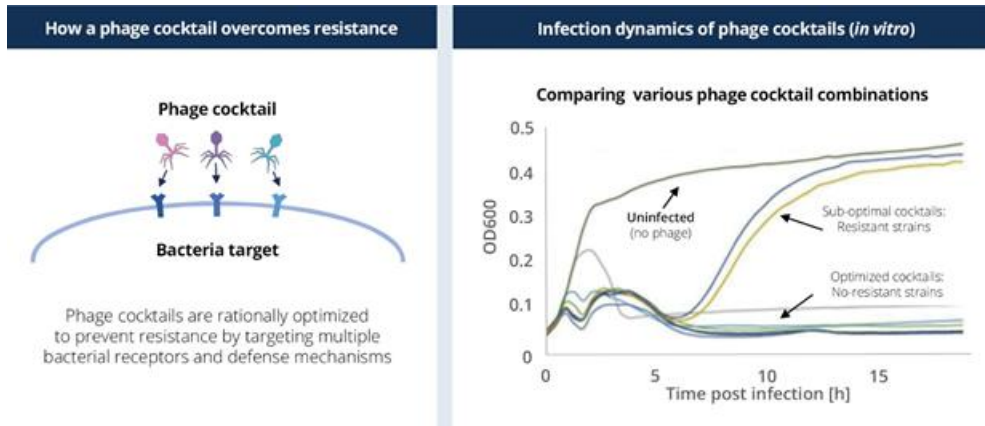 How a phage cocktail overcomes resistance
Phage cocktail
Bacteria target
Phage cocktails are rationally optimized
to prevent resistance by targeting multiple
bacterial receptors and defense mechanisms
Infection dynamics of phage cocktails (in vitro)
Comparing various phage cocktail combinations
OD600
0.5
0.4
0.3
0.2
0.1
0
Uninfected
(no phage)
Sub-optimal cocktails:
Resistant strains
Optimized cocktails:
No-resistant strains
0 5 10 15
Time post infection [h]